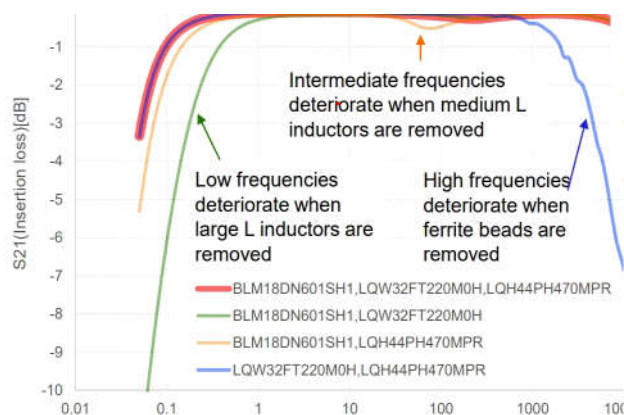 -1
-2
-3
-4
-5
-6
-7
-8
-9
-10
S21(Insertion loss)[dB]
Intermediate frequencies
deteriorate when medium L
inductors are removed
Low frequencies
deteriorate when
large L inductors are
removed
High frequencies
deteriorate when
ferrite beads are
removed
BLM18DN601SH1,LQW32FT220M0H,LQH44PH470MPR
BLM18DN601SH1,LQW32FT220M0H
BLM18DN601SH1,LQH44PH470MPR
LQW32FT220M0H,LQH44PH470MPR
0.01 0.1 1 10 100 1000